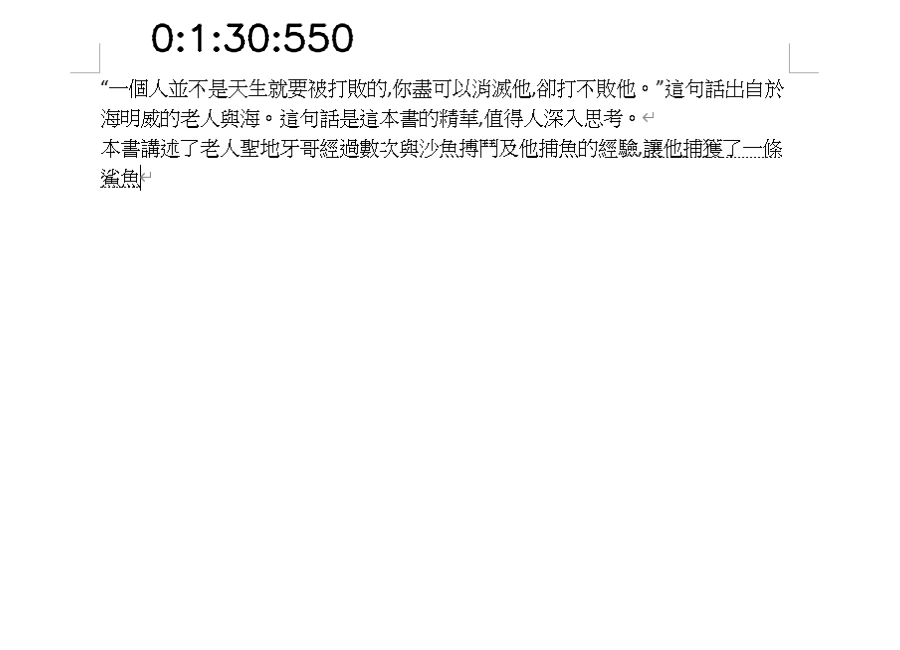 0:1:30:550
“一個人並不是天生就要被打敗的,你盡可以消滅他,卻打不敗他。”這句話出自於
海明威的老人與海。這句話是這本書的精華,值得人深入思考。
本書講述了老人聖地牙哥經過數次與沙魚搏鬥及他捕魚的經驗,讓他捕獲了一條
鯊魚